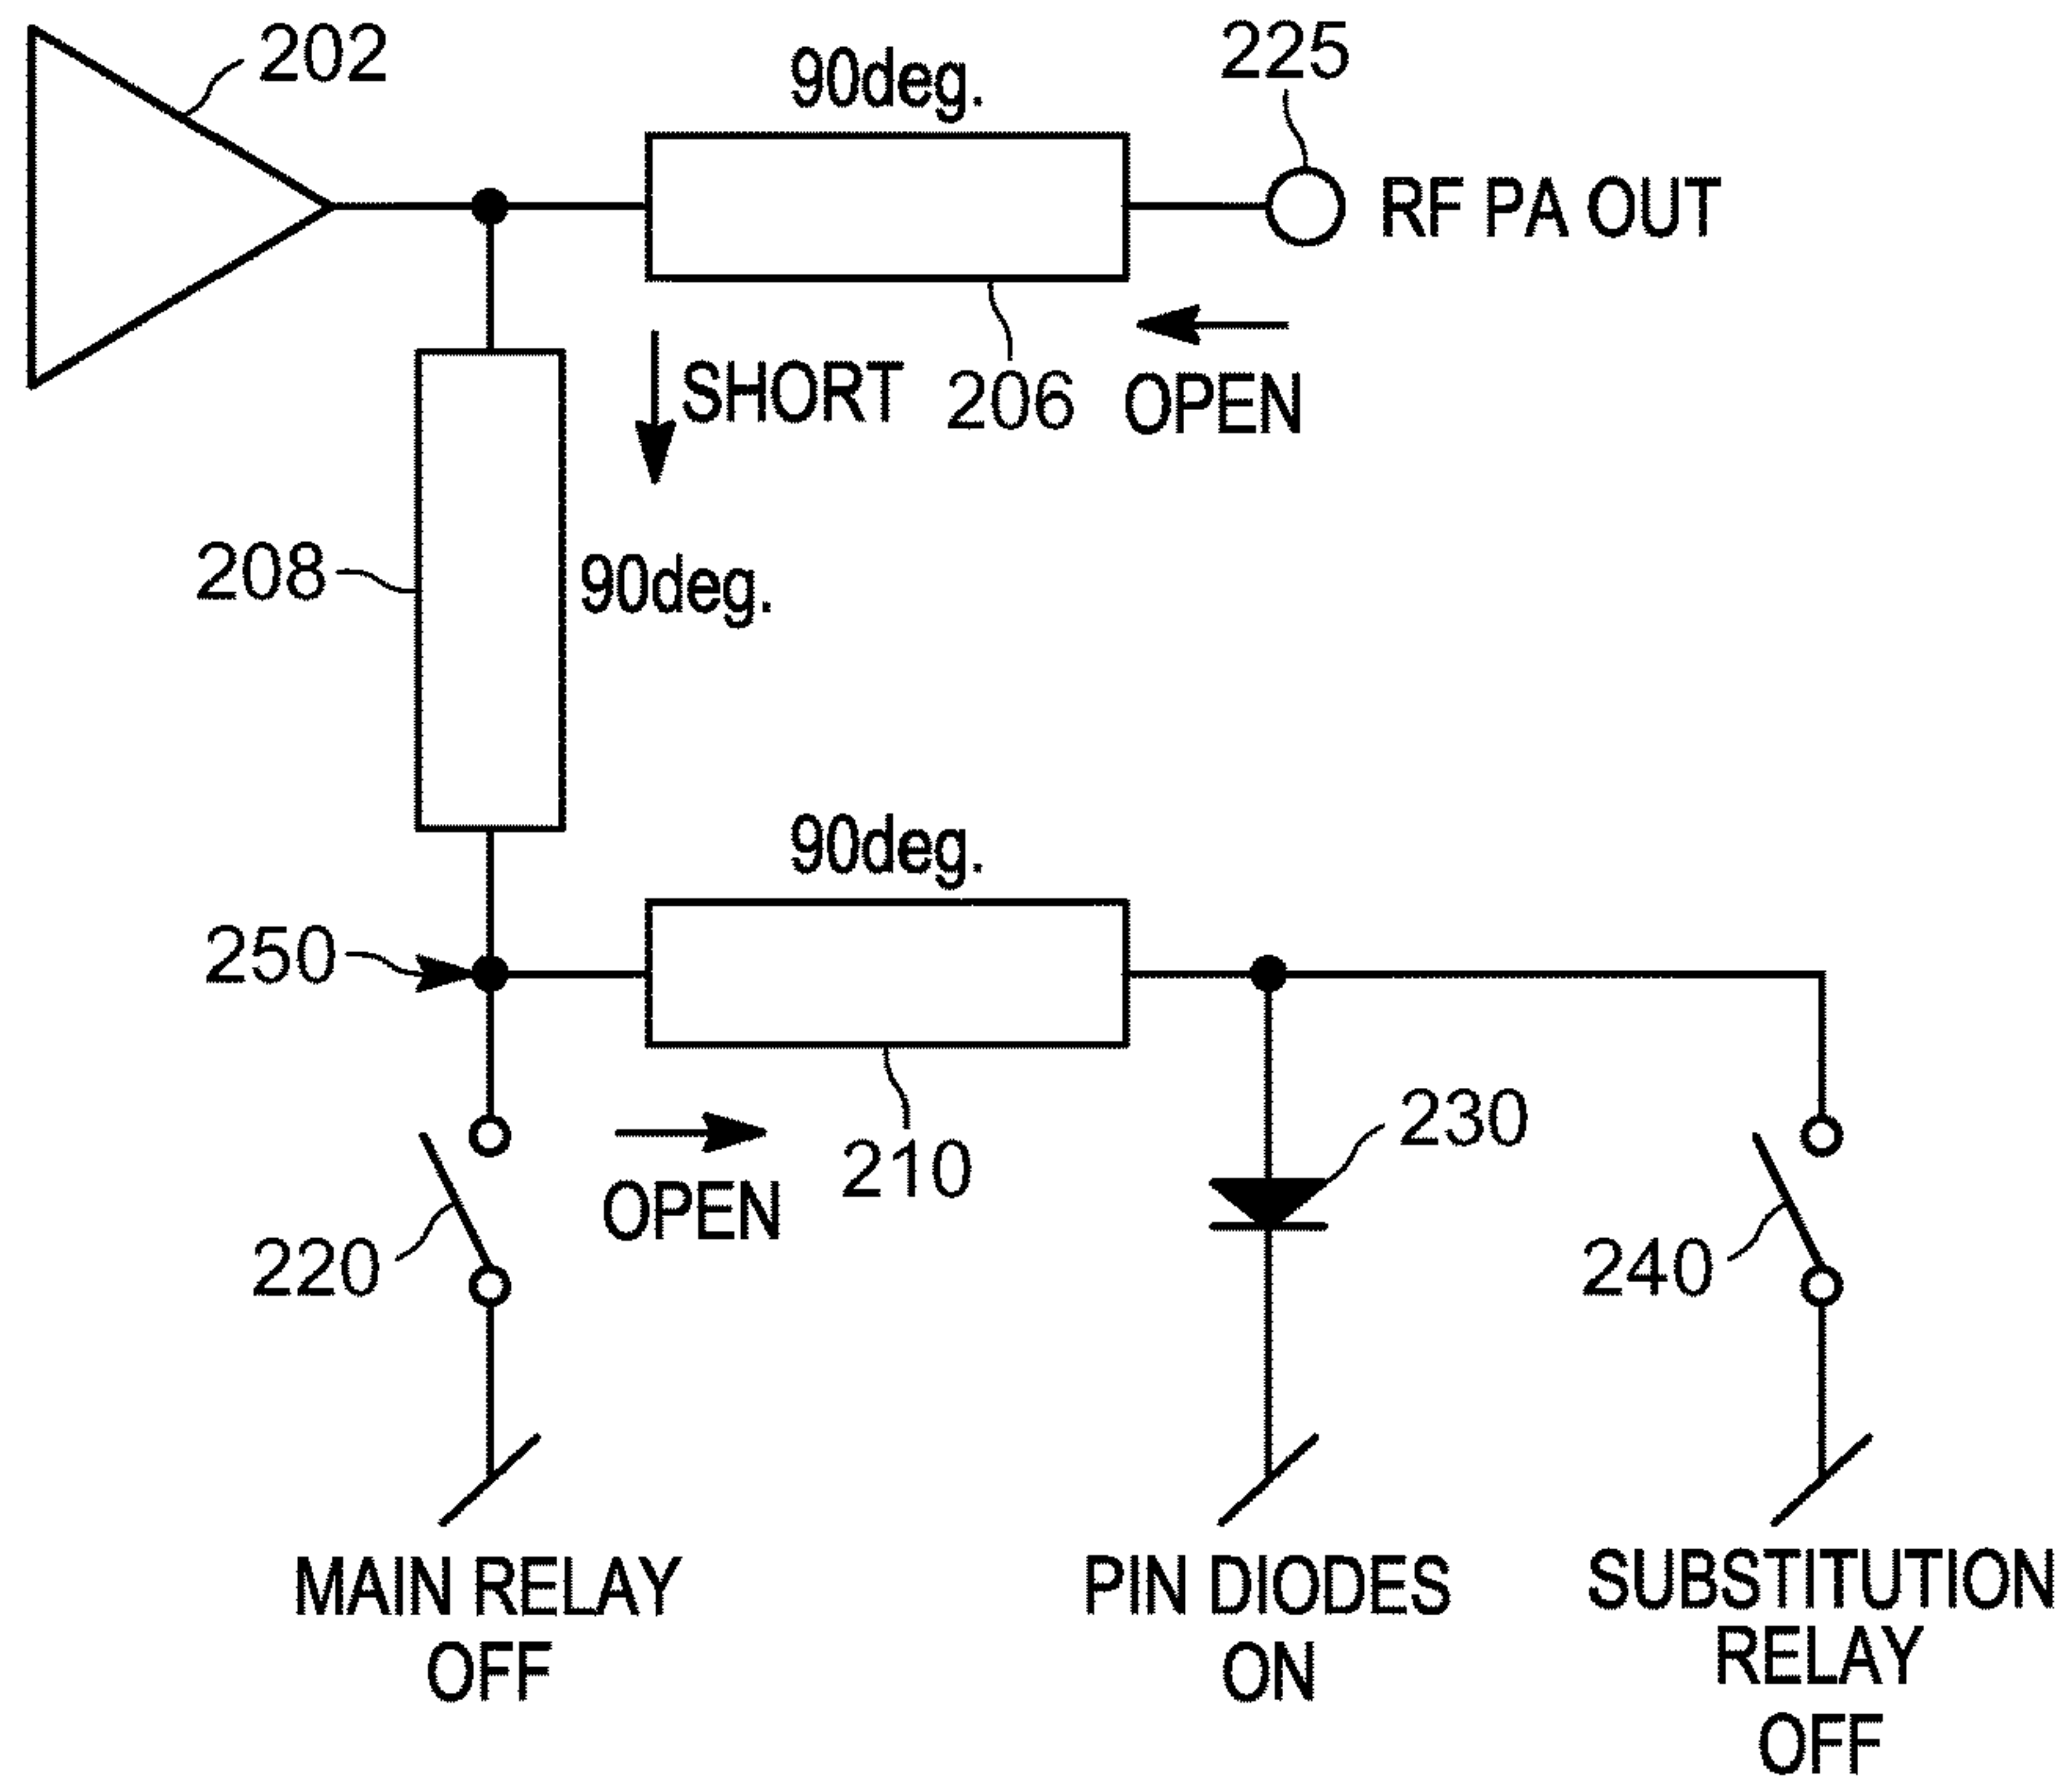 202
90deg.
225
RF PA OUT
SHORT
206
OPEN
208
90deg.
90deg.
250
210
OPEN
230
220
240
MAIN RELAY
OFF
PIN DIODES
ON
SUBSTITUTION
RELAY
OFF